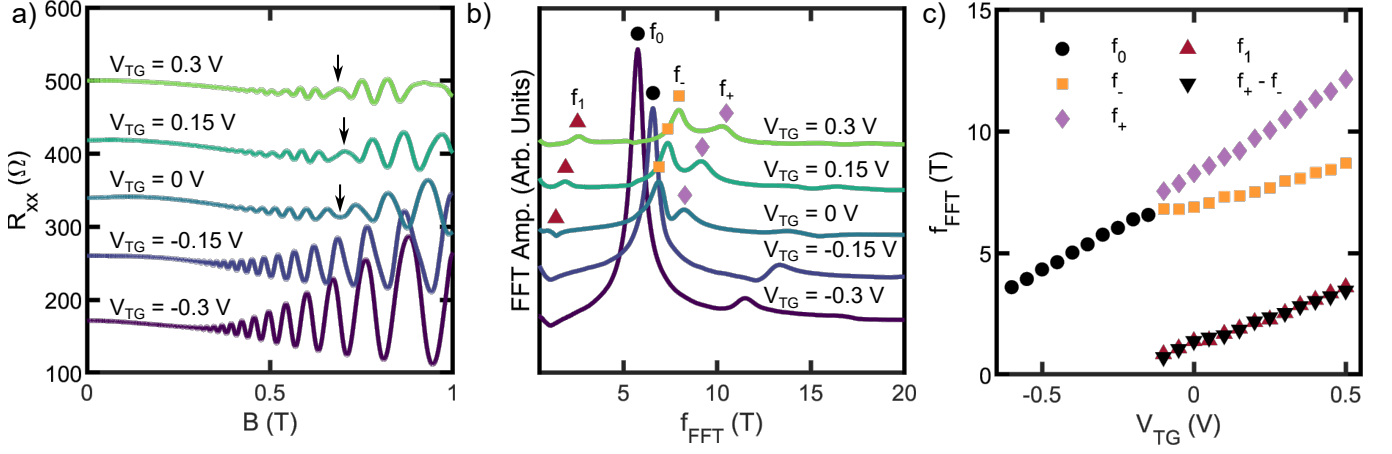 a)
600
500
400
300
200
100
R_xx (Ω)
V_TG = 0.3 V
V_TG = 0.15 V
V_TG = 0 V
V_TG = -0.15 V
V_TG = -0.3 V
0
0.5
1
B (T)
b)
FFT Amp. (Arb. Units)
f_0
f_-
f_1
f_+
V_TG = 0.3 V
V_TG = 0.15 V
V_TG = 0 V
V_TG = -0.15 V
V_TG = -0.3 V
5
10
15
20
f_FFT (T)
c)
15
10
5
0
f_FFT (T)
f_0
f_1
f_-
f_+ - f_-
f_+
-0.5
0
0.5
V_TG (V)